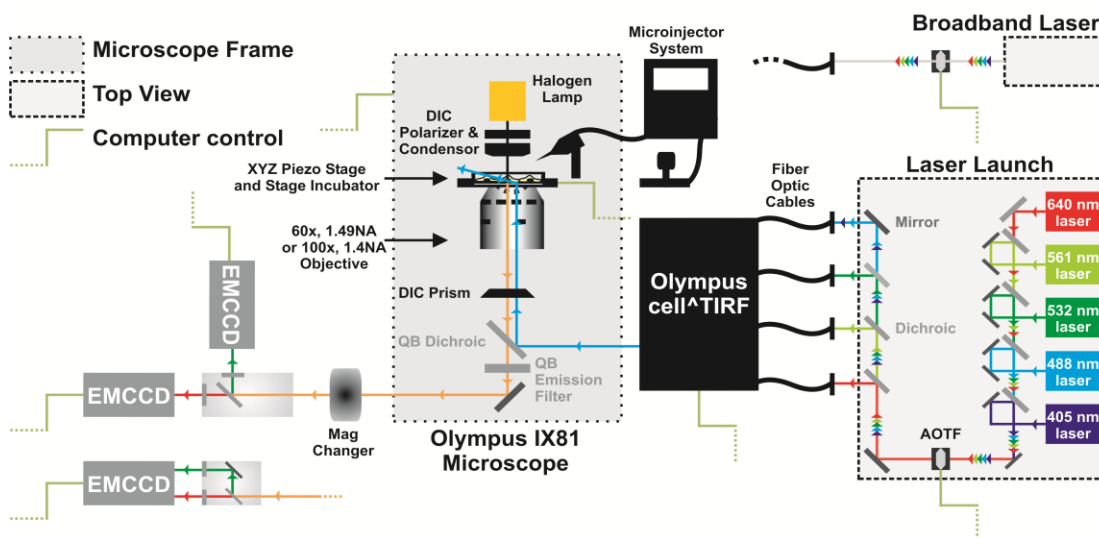 Microscope Frame
Top View
Computer control
Microinjector
System
Broadband Laser
Halogen
Lamp
DIC
Polarizer &
Condensor
XYZ Piezo Stage
and Stage Incubator
60x, 1.49NA
or 100x, 1.4NA
Objective
DIC Prism
QB Dichroic
QB
Emission
Filter
Olympus IX81
Microscope
Mag
Changer
EMCCD
EMCCD
EMCCD
Olympus
cell^TIRF
Fiber
Optic
Cables
Laser Launch
Mirror
Dichroic
AOTF
640 nm
laser
561 nm
laser
532 nm
laser
488 nm
laser
405 nm
laser